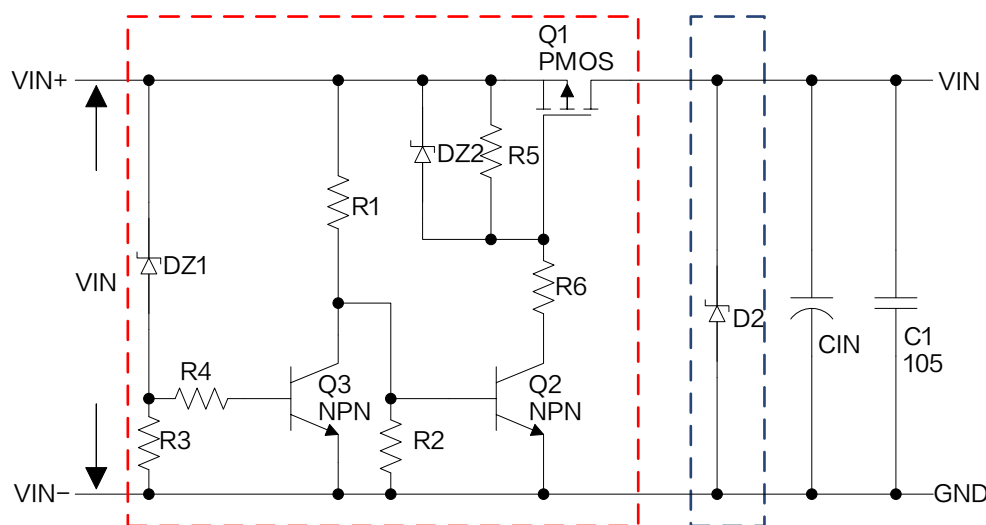 Q1
PMOS
VIN+
VIN
DZ2
R5
R1
DZ1
VIN
R6
D2
CIN
C1
105
R4
Q3
NPN
Q2
NPN
R3
R2
VIN−
GND